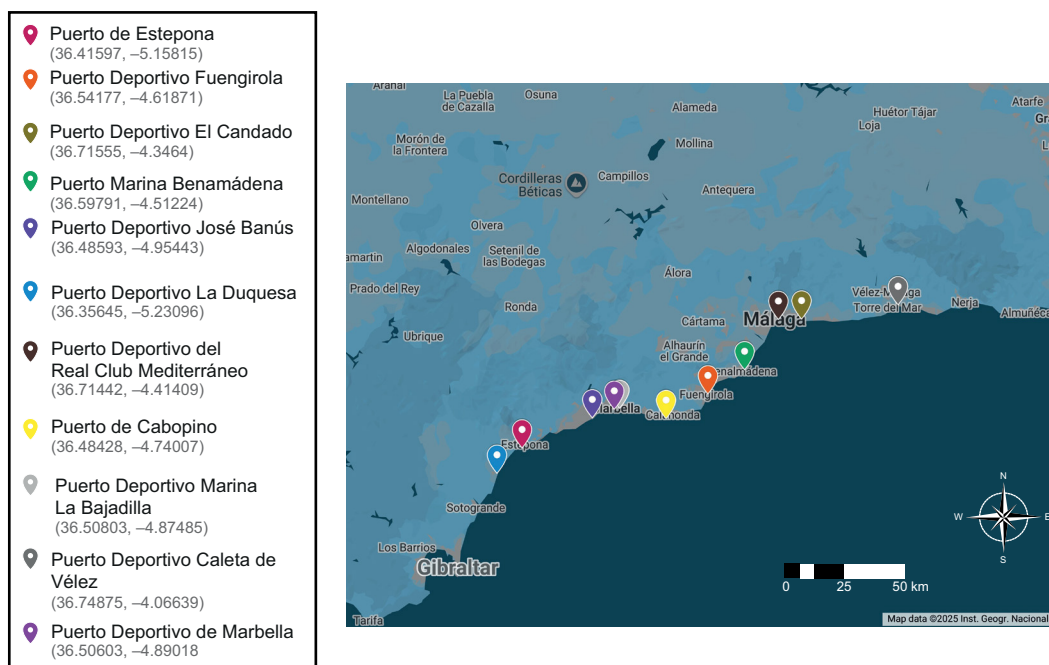 Puerto de Estepona
(36.41597, –5.15815)
Puerto Deportivo Fuengirola
(36.54177, –4.61871)
Puerto Deportivo El Candado
(36.71555, –4.3464)
Puerto Marina Benamádena
(36.59791, –4.51224)
Puerto Deportivo José Banús
(36.48593, –4.95443)
Puerto Deportivo La Duquesa
(36.35645, –5.23096)
Puerto Deportivo del
Real Club Mediterráneo
(36.71442, –4.41409)
Puerto de Cabopino
(36.48428, –4.74007)
Puerto Deportivo Marina
La Bajadilla
(36.50803, –4.87485)
Puerto Deportivo Caleta de
Vélez
(36.74875, –4.06639)
Puerto Deportivo de Marbella
(36.50603, –4.89018
Arahal
La Puebla
de Cazalla
Osuna
Alameda
Huétor Tájar
Loja
Atarfe
Gr
Morón de
la Frontera
Mollina
Cordilleras
Béticas
Campillos
Antequera
Montellano
Olvera
Algodonales
Setenil de
las Bodegas
amartin
Prado del Rey
Álora
Ronda
Vélez-Málaga
Torre del Mar
Nerja
Almuñéca
Cártama
Málaga
Ubrique
Alhaurín
el Grande
enalmádena
Fuengirola
Marbella
Calahonda
Estepona
Sotogrande
Los Barrios
Gibraltar
Tarifa
N
W
E
S
0 25 50 km
Map data ©2025 Inst. Geogr. Nacional